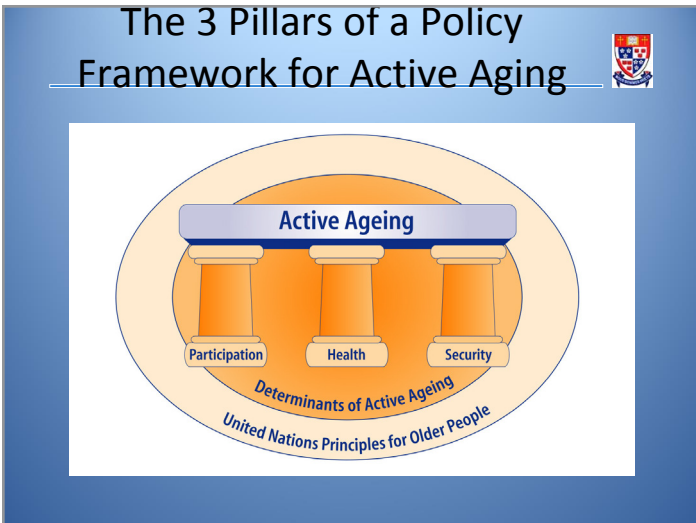 The 3 Pillars of a Policy
Framework for Active Aging
Active Ageing
Participation
Health
Security
Determinants of Active Ageing
United Nations Principles for Older People